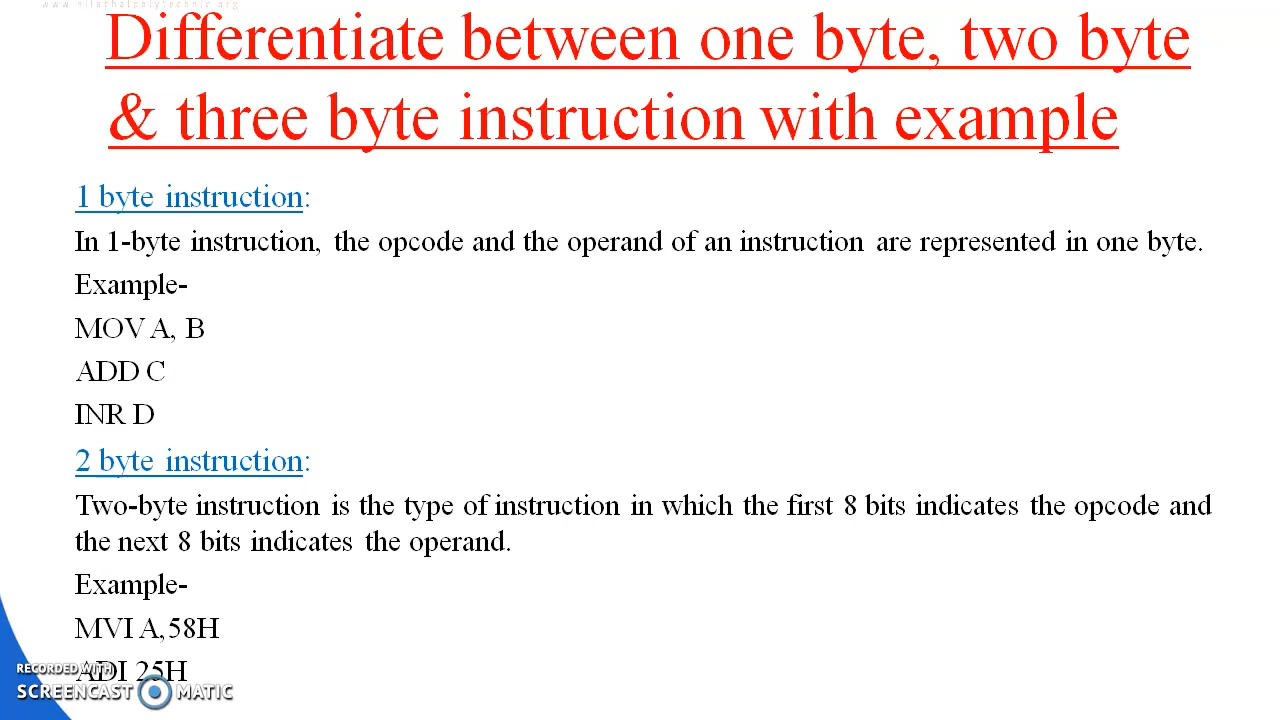 www.nilachalpolytechnic.org
Differentiate between one byte, two byte
& three byte instruction with example
1 byte instruction:
In 1-byte instruction, the opcode and the operand of an instruction are represented in one byte.
Example-
MOV A, B
ADD C
INR D
2 byte instruction:
Two-byte instruction is the type of instruction in which the first 8 bits indicates the opcode and
the next 8 bits indicates the operand.
Example-
MVI A,58H
ADI 25H
RECORDED WITH
SCREENCAST MATIC